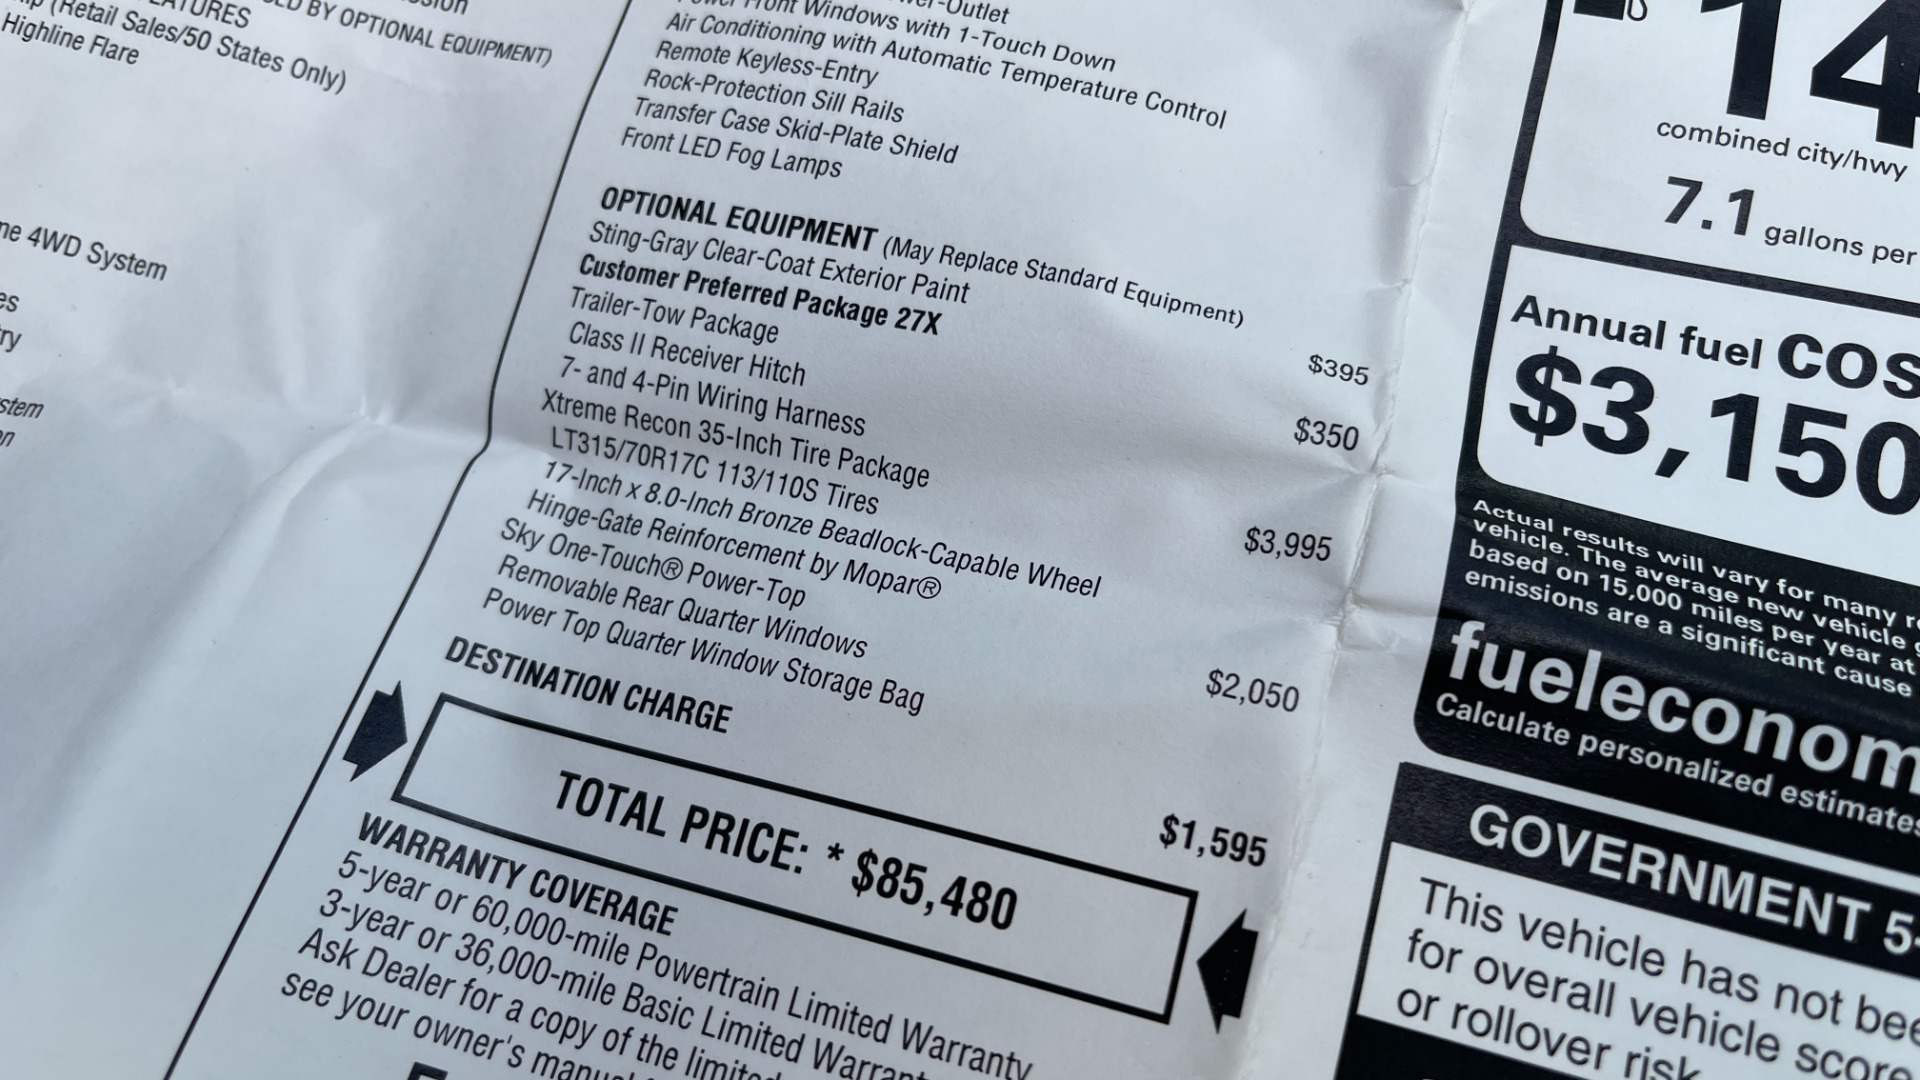 (Retail Sales/50 States Only)
Highline Flare
BY OPTIONAL EQUIPMENT)
4WD System
Front Windows with 1-Touch Down
Air Conditioning with Automatic Temperature Control
Remote Keyless-Entry
Rock-Protection Sill Rails
Transfer Case Skid-Plate Shield
Front LED Fog Lamps
OPTIONAL EQUIPMENT (May Replace Standard Equipment)
Sting-Gray Clear-Coat Exterior Paint $395
Customer Preferred Package 27X
Trailer-Tow Package $350
Class II Receiver Hitch
7- and 4-Pin Wiring Harness
Xtreme Recon 35-Inch Tire Package $3,995
LT315/70R17C 113/110S Tires
17-Inch x 8.0-Inch Bronze Beadlock-Capable Wheel
Hinge-Gate Reinforcement by Mopar®
Sky One-Touch® Power-Top $2,050
Removable Rear Quarter Windows
Power Top Quarter Window Storage Bag
DESTINATION CHARGE $1,595
TOTAL PRICE: * $85,480
WARRANTY COVERAGE
5-year or 60,000-mile Powertrain Limited Warranty
3-year or 36,000-mile Basic Limited
Ask Dealer for a copy of the limited
see your owner's
14
combined city/hwy
7.1 gallons per
Annual fuel
$3,150
Actual results will vary for many
vehicle. The average new vehicle
based on 15,000 miles per year at
emissions are a significant cause
Calculate personalized estimates
GOVERNMENT 5-
This vehicle has not
for overall vehicle score
or rollover risk